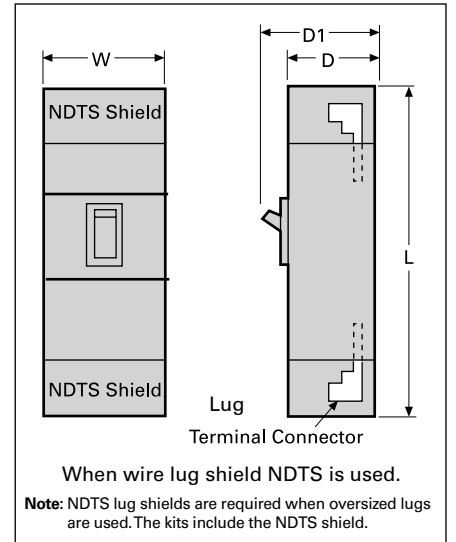 D1
W
D
NDTS Shield
L
NDTS Shield
Lug
Terminal Connector
When wire lug shield NDTS is used.
Note: NDTS lug shields are required when oversized lugs
are used. The kits include the NDTS shield.